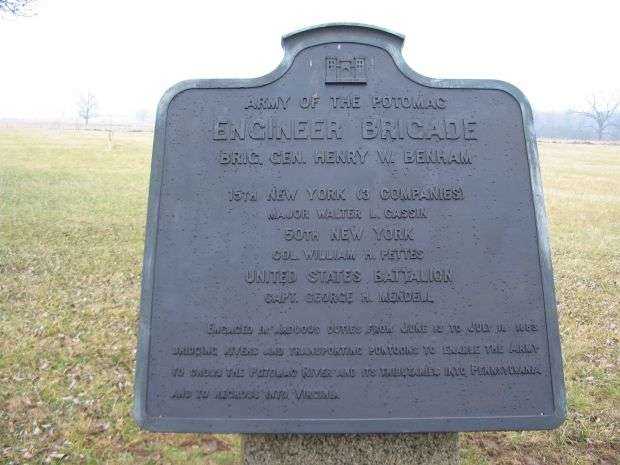 ARMY OF THE POTOMAC
ENGINEER BRIGADE
BRIG. GEN. HENRY W. BENHAM
15TH NEW YORK (3 COMPANIES)
MAJOR WALTER L. CASSIN
50TH NEW YORK
COL. WILLIAM H. PETTES
UNITED STATES BATTALION
CAPT. GEORGE H. MENDELL
ENGAGED IN ARDUOUS DUTIES FROM JUNE TO JULY 1863
BRIDGING RIVERS AND TRANSPORTING PONTOONS TO ENABLE THE ARMY
TO CROSS THE POTOMAC RIVER AND ITS TRIBUTARIES INTO PENNSYLVANIA
AND TO RECROSS INTO VIRGINIA